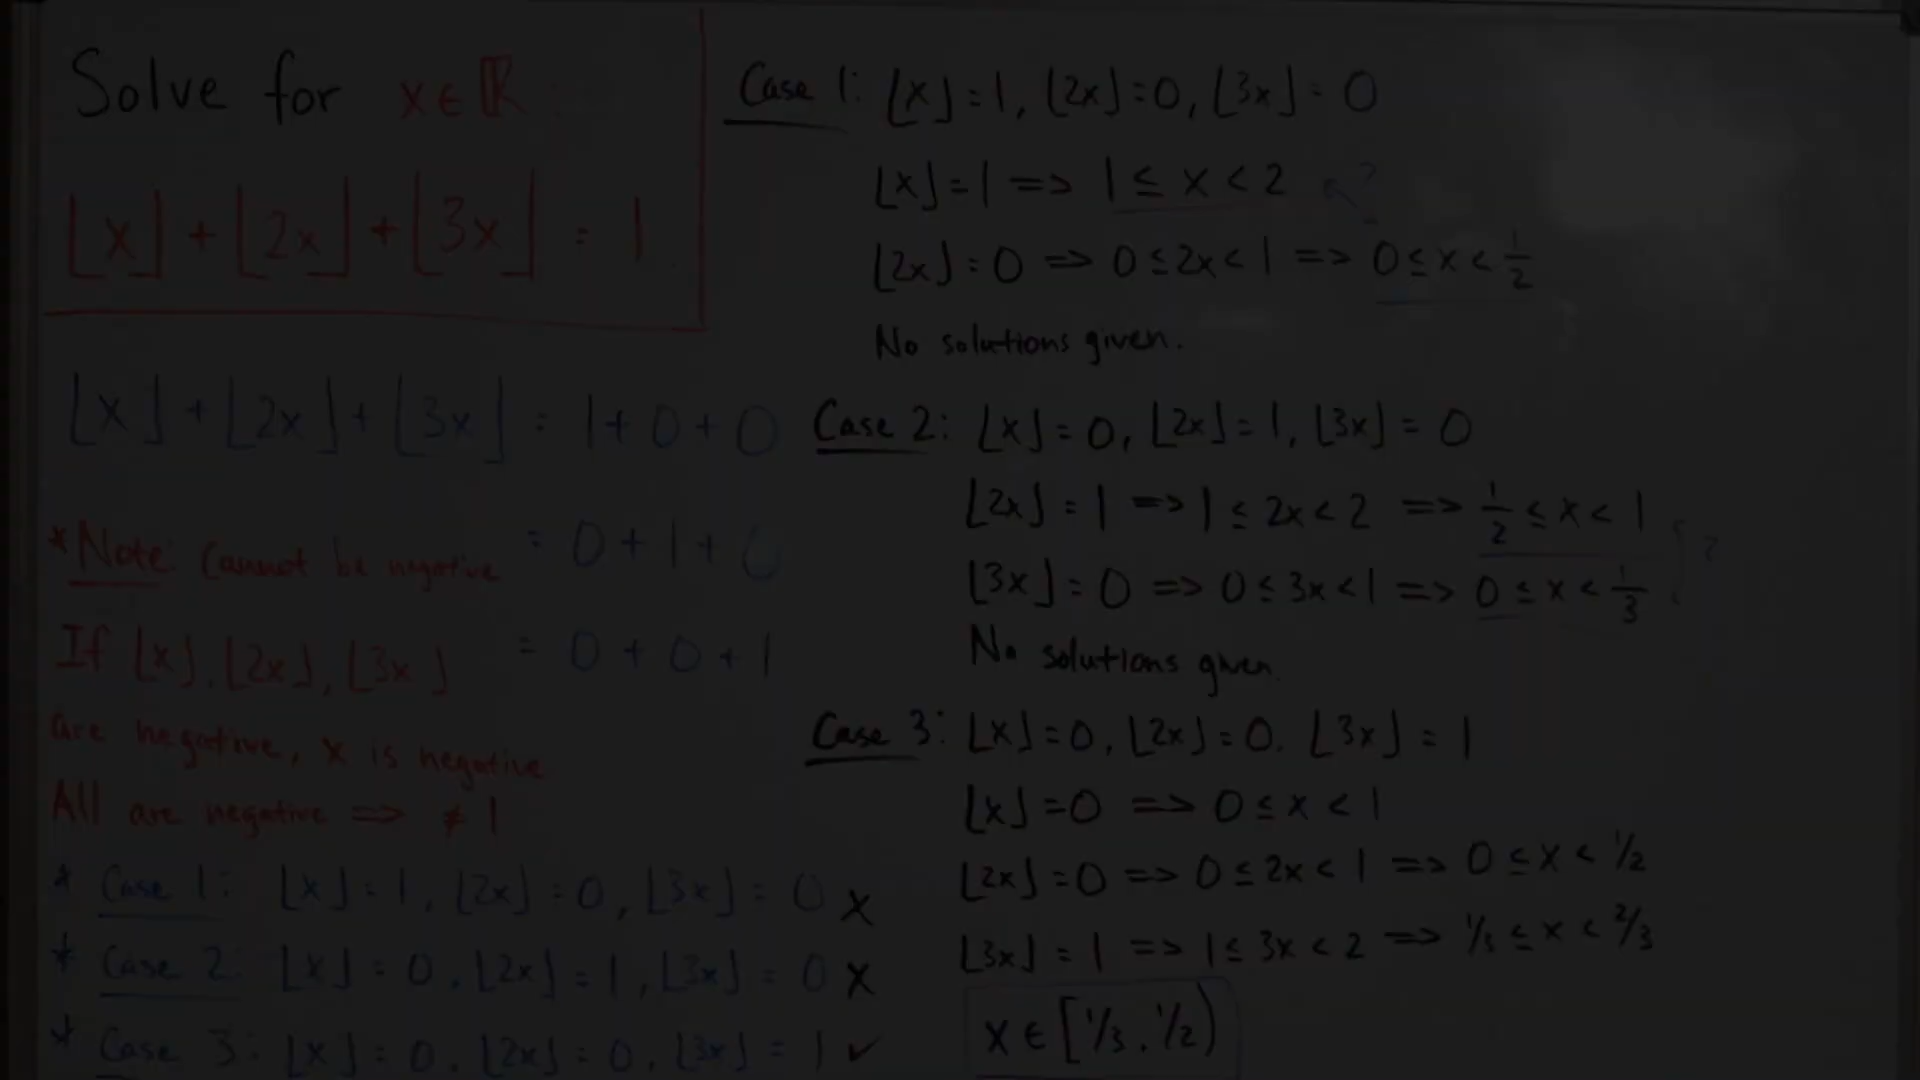 Solve for x ∈ ℝ
⌊x⌋ + ⌊2x⌋ + ⌊3x⌋ = 1
⌊x⌋ + ⌊2x⌋ + ⌊3x⌋ = 1 + 0 + 0
= 0 + 1 + 0
= 0 + 0 + 1
*Note: Cannot be negative
If ⌊x⌋, ⌊2x⌋, ⌊3x⌋
are negative, x is negative
All are negative => ≠ 1
* Case 1: ⌊x⌋ = 1, ⌊2x⌋ = 0, ⌊3x⌋ = 0 X
* Case 2: ⌊x⌋ = 0, ⌊2x⌋ = 1, ⌊3x⌋ = 0 X
* Case 3: ⌊x⌋ = 0, ⌊2x⌋ = 0, ⌊3x⌋ = 1 ✓
Case 1: ⌊x⌋ = 1, ⌊2x⌋ = 0, ⌊3x⌋ = 0
⌊x⌋ = 1 => 1 ≤ x < 2 ?
⌊2x⌋ = 0 => 0 ≤ 2x < 1 => 0 ≤ x < 1/2
No solutions given.
Case 2: ⌊x⌋ = 0, ⌊2x⌋ = 1, ⌊3x⌋ = 0
⌊2x⌋ = 1 => 1 ≤ 2x < 2 => 1/2 ≤ x < 1
?
⌊3x⌋ = 0 => 0 ≤ 3x < 1 => 0 ≤ x < 1/3
No solutions given.
Case 3: ⌊x⌋ = 0, ⌊2x⌋ = 0, ⌊3x⌋ = 1
⌊x⌋ = 0 => 0 ≤ x < 1
⌊2x⌋ = 0 => 0 ≤ 2x < 1 => 0 ≤ x < 1/2
⌊3x⌋ = 1 => 1 ≤ 3x < 2 => 1/3 ≤ x < 2/3
x ∈ [1/3, 1/2)